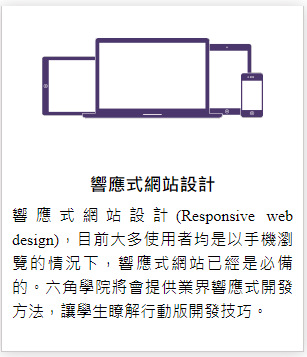 響應式網站設計
響應式網站設計(Responsive web
design)，目前大多使用者均是以手機瀏
覽的情況下，響應式網站已經是必備
的。六角學院將會提供業界響應式開發
方法，讓學生瞭解行動版開發技巧。